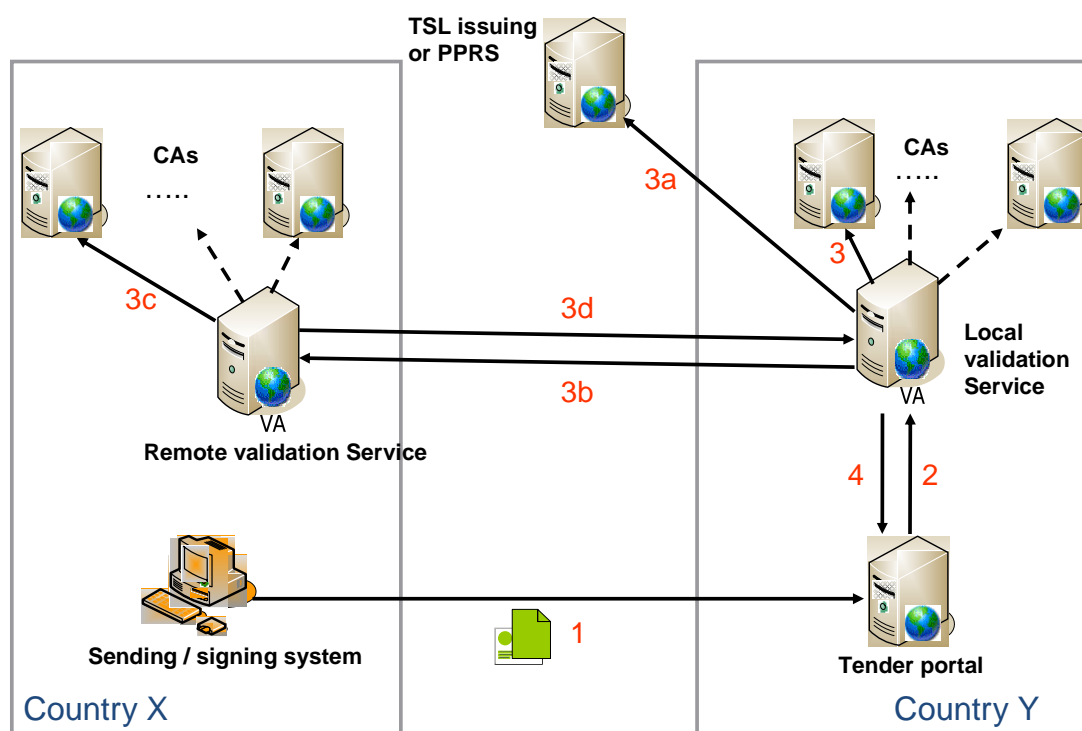 TSL issuing
or PPRS
CAs
.....
CAs
.....
3a
3
3c
3d
3b
Local
validation
Service
VA
VA
Remote validation Service
4
2
1
Sending / signing system
Tender portal
Country X
Country Y